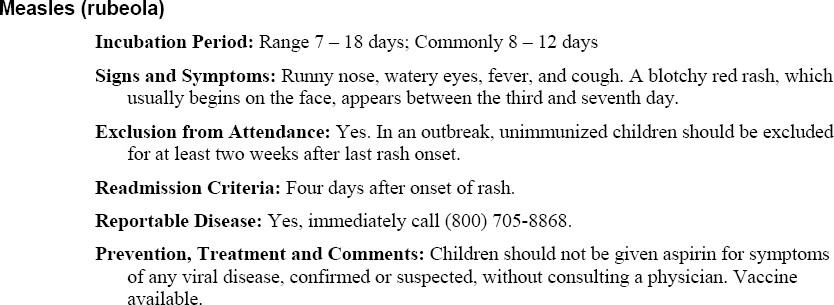 Measles (rubeola)
Incubation Period: Range 7 – 18 days; Commonly 8 – 12 days
Signs and Symptoms: Runny nose, watery eyes, fever, and cough. A blotchy red rash, which
usually begins on the face, appears between the third and seventh day.
Exclusion from Attendance: Yes. In an outbreak, unimmunized children should be excluded
for at least two weeks after last rash onset.
Readmission Criteria: Four days after onset of rash.
Reportable Disease: Yes, immediately call (800) 705-8868.
Prevention, Treatment and Comments: Children should not be given aspirin for symptoms
of any viral disease, confirmed or suspected, without consulting a physician. Vaccine
available.